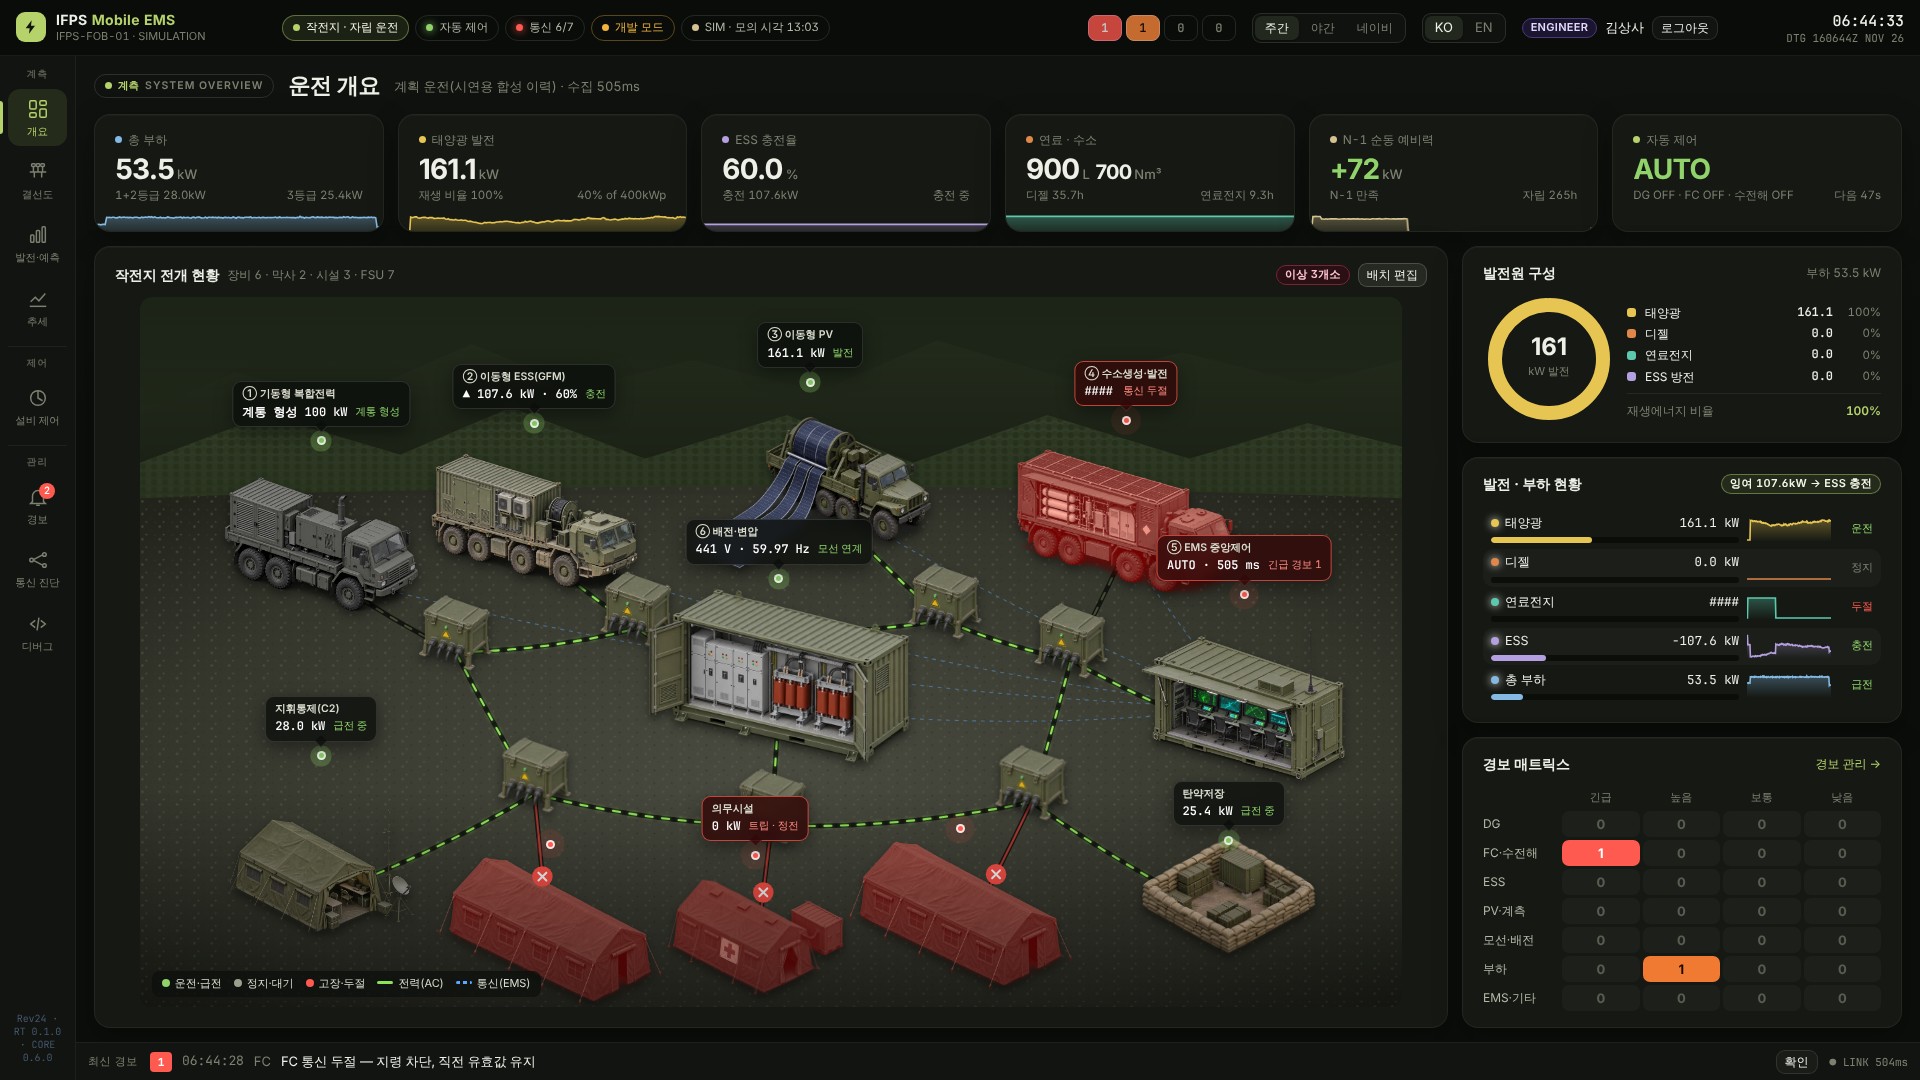 IFPS Mobile EMS
IFPS-FOB-01 · SIMULATION
작전지 · 자립 운전
자동 제어
통신 6/7
개발 모드
SIM · 모의 시각 13:03
1
1
0
0
주간
야간
네이비
KO
EN
ENGINEER
김상사
로그아웃
06:44:33
DTG 160644Z NOV 26
계측
개요
결선도
발전·예측
추세
제어
설비 제어
관리
2
경보
통신 진단
디버그
Rev24 ·
RT 0.1.0
· CORE
0.6.0
계측 SYSTEM OVERVIEW
운전 개요
계획 운전(시연용 합성 이력) · 수집 505ms
총 부하
53.5 kW
1+2등급 28.0kW
3등급 25.4kW
태양광 발전
161.1 kW
재생 비율 100%
40% of 400kWp
ESS 충전율
60.0 %
충전 107.6kW
충전 중
연료 · 수소
900 L 700 Nm³
디젤 35.7h
연료전지 9.3h
N-1 순동 예비력
+72 kW
N-1 만족
자립 265h
자동 제어
AUTO
DG OFF · FC OFF · 수전해 OFF
다음 47s
작전지 전개 현황
장비 6 · 막사 2 · 시설 3 · FSU 7
이상 3개소
배치 편집
③ 이동형 PV
161.1 kW 발전
② 이동형 ESS(GFM)
▲ 107.6 kW · 60% 충전
① 기동형 복합전력
계통 형성 100 kW 계통 형성
④ 수소생성·발전
#### 통신 두절
⑥ 배전·변압
441 V · 59.97 Hz 모선 연계
⑤ EMS 중앙제어
AUTO · 505 ms 긴급 경보 1
지휘통제(C2)
28.0 kW 급전 중
의무시설
0 kW 트립 · 정전
탄약저장
25.4 kW 급전 중
운전·급전
정지·대기
고장·두절
전력(AC)
통신(EMS)
발전원 구성
부하 53.5 kW
161
kW 발전
태양광 161.1 100%
디젤 0.0 0%
연료전지 0.0 0%
ESS 방전 0.0 0%
재생에너지 비율 100%
발전 · 부하 현황
잉여 107.6kW → ESS 충전
태양광 161.1 kW 운전
디젤 0.0 kW 정지
연료전지 #### 두절
ESS -107.6 kW 충전
총 부하 53.5 kW 급전
경보 매트릭스
경보 관리 →
긴급 높음 보통 낮음
DG 0 0 0 0
FC·수전해 1 0 0 0
ESS 0 0 0 0
PV·계측 0 0 0 0
모선·배전 0 0 0 0
부하 0 1 0 0
EMS·기타 0 0 0 0
최신 경보
1
06:44:28
FC
FC 통신 두절 — 지령 차단, 직전 유효값 유지
확인
LINK 504ms